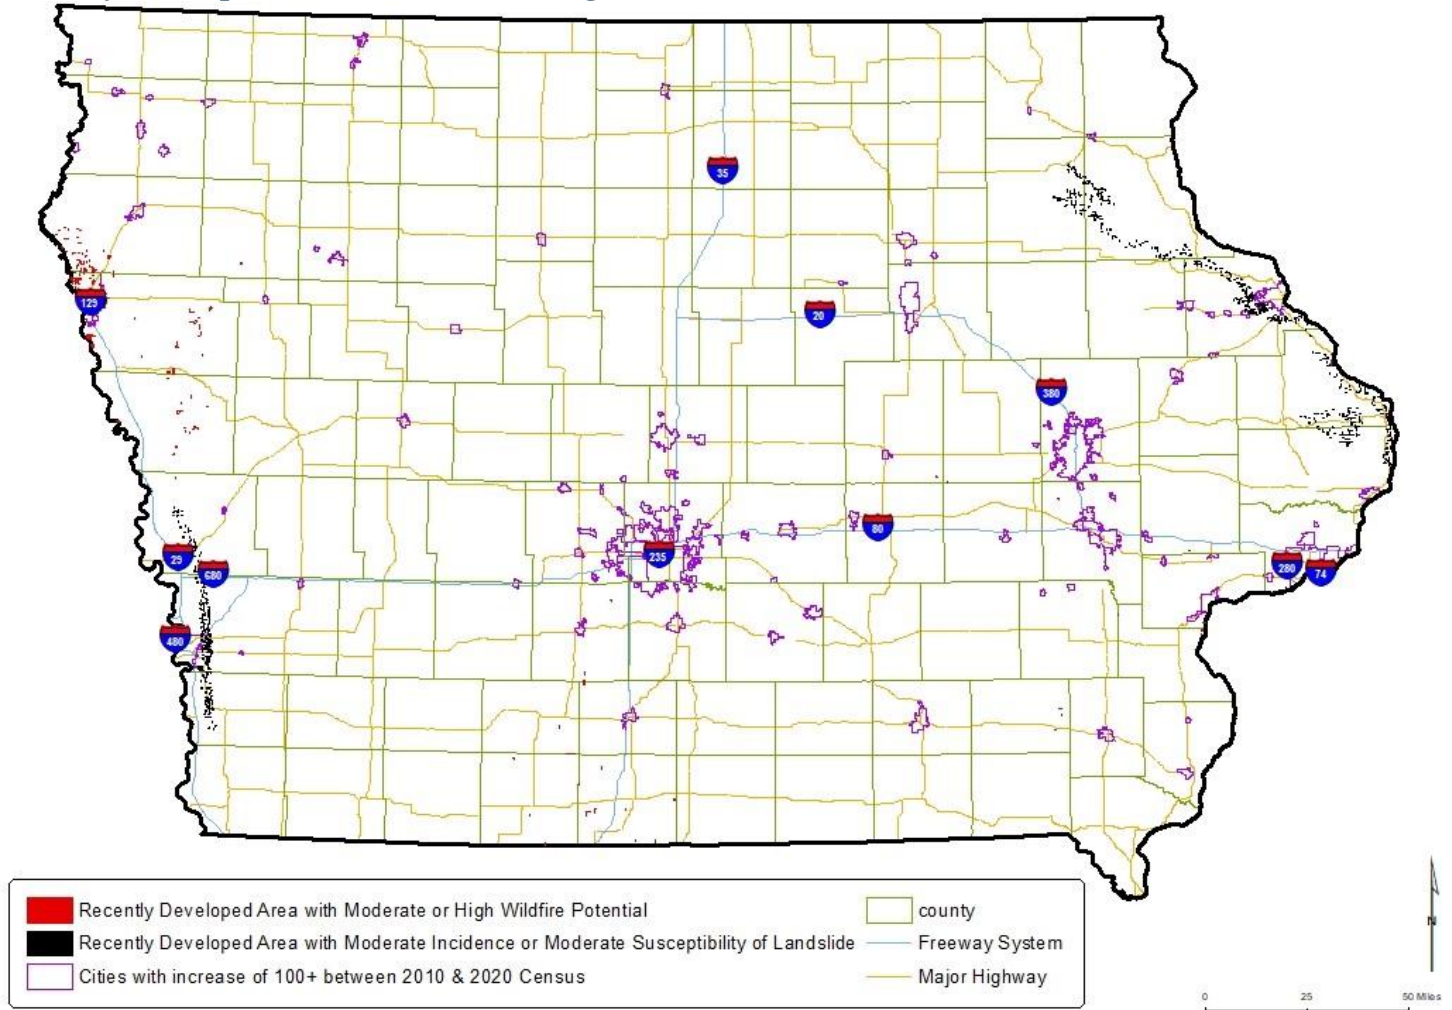 35
129
20
380
80
235
29
680
280
74
480
Recently Developed Area with Moderate or High Wildfire Potential
Recently Developed Area with Moderate Incidence or Moderate Susceptibility of Landslide
Cities with increase of 100+ between 2010 & 2020 Census
county
Freeway System
Major Highway
N
0 25 50 Miles